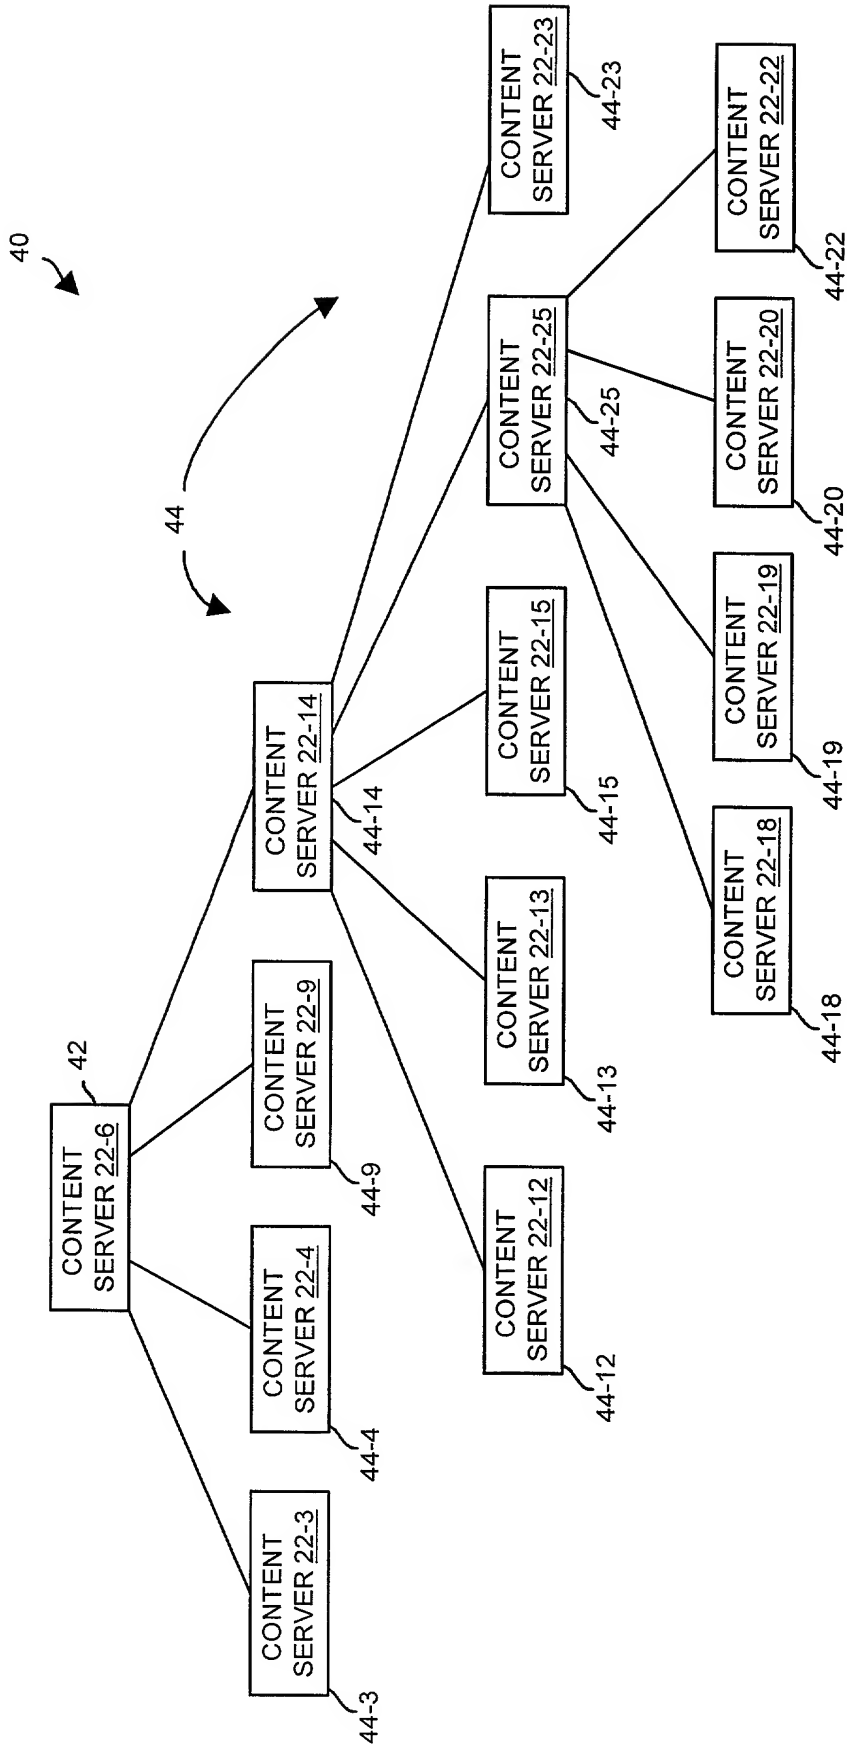 40
44
CONTENT
SERVER 22-6
42
CONTENT
SERVER 22-3
44-3
CONTENT
SERVER 22-4
44-4
CONTENT
SERVER 22-9
44-9
CONTENT
SERVER 22-14
44-14
CONTENT
SERVER 22-12
44-12
CONTENT
SERVER 22-13
44-13
CONTENT
SERVER 22-15
44-15
CONTENT
SERVER 22-25
44-25
CONTENT
SERVER 22-23
44-23
CONTENT
SERVER 22-18
44-18
CONTENT
SERVER 22-19
44-19
CONTENT
SERVER 22-20
44-20
CONTENT
SERVER 22-22
44-22